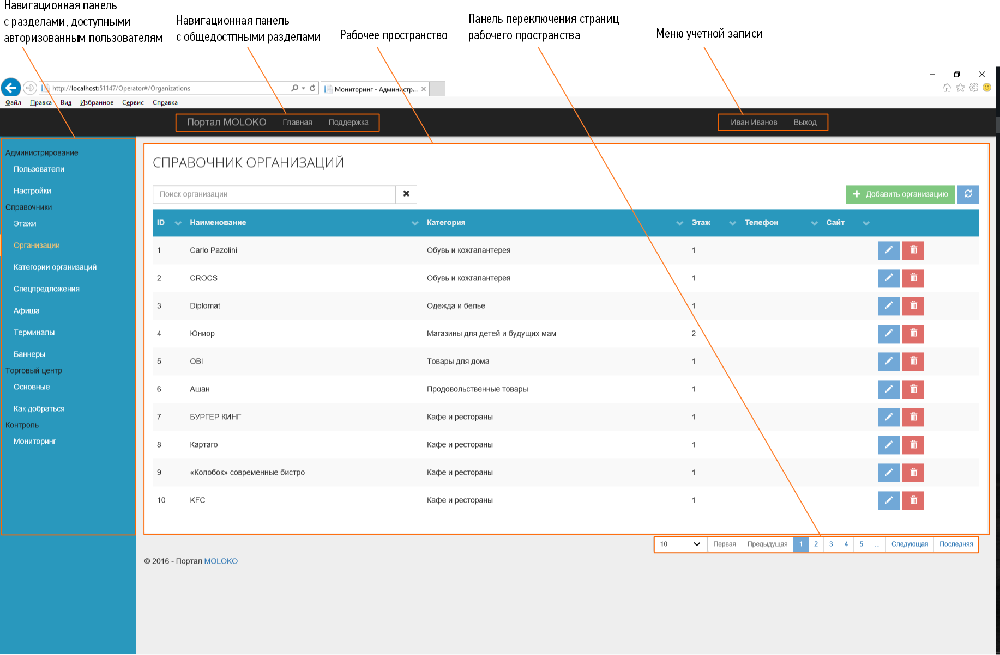 Навигационная панель
с разделами, доступными
авторизованным пользователям
Навигационная панель
с общедостпными разделами
Рабочее пространство
Панель переключения страниц
рабочего пространства
Меню учетной записи
http://localhost:51147/Operator#/Organizations
Мониторинг - Администр...
Файл Правка Вид Избранное Сервис Справка
Портал MOLOKO Главная Поддержка
Иван Иванов Выход
Администрирование
Пользователи
Настройки
Справочники
Этажи
Организации
Категории организаций
Спецпредложения
Афиша
Терминалы
Баннеры
Торговый центр
Основные
Как добраться
Контроль
Мониторинг
СПРАВОЧНИК ОРГАНИЗАЦИЙ
Поиск организации
Добавить организацию
ID Наименование Категория Этаж Телефон Сайт
1 Carlo Pazolini Обувь и кожгалантерея 1
2 CROCS Обувь и кожгалантерея 1
3 Diplomat Одежда и белье 1
4 Юниор Магазины для детей и будущих мам 2
5 OBI Товары для дома 1
6 Ашан Продовольственные товары 1
7 БУРГЕР КИНГ Кафе и рестораны 1
8 Картаго Кафе и рестораны 1
9 «Колобок» современные бистро Кафе и рестораны 1
10 KFC Кафе и рестораны 1
10 Первая Предыдущая 1 2 3 4 5 ... Следующая Последняя
© 2016 - Портал MOLOKO